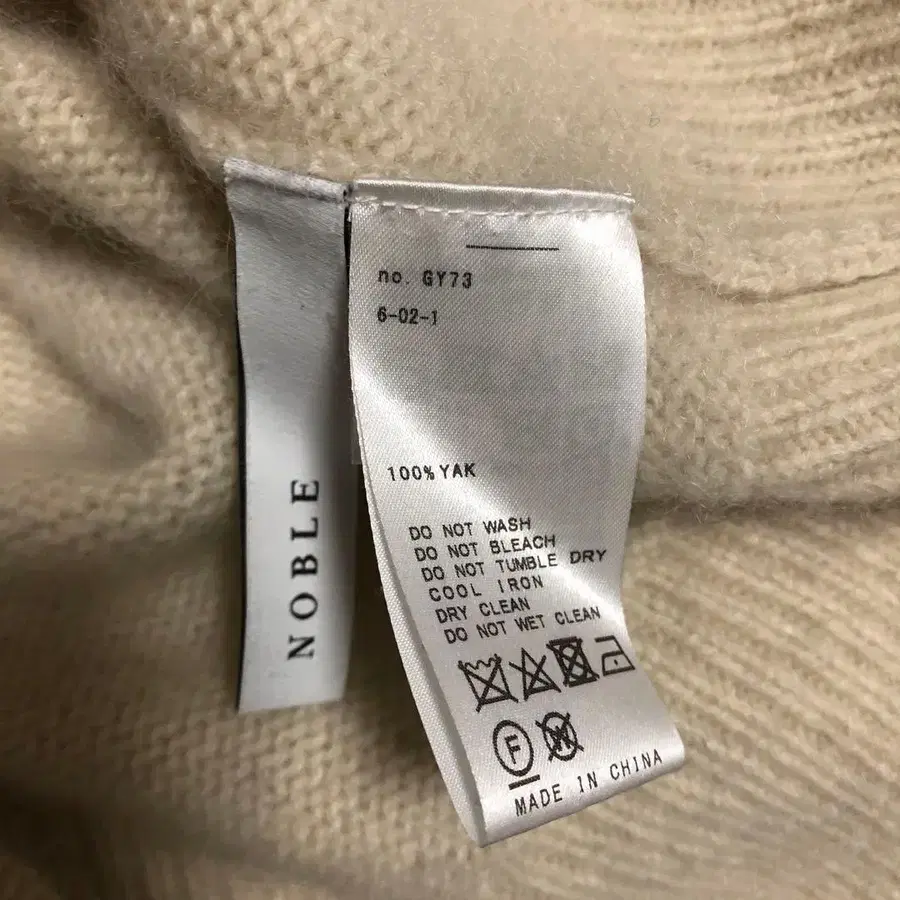 NOBLE
no. GY73
6-02-1
100% YAK
DO NOT WASH
DO NOT BLEACH
DO NOT TUMBLE DRY
COOL IRON
DRY CLEAN
DO NOT WET CLEAN
F W
MADE IN CHINA